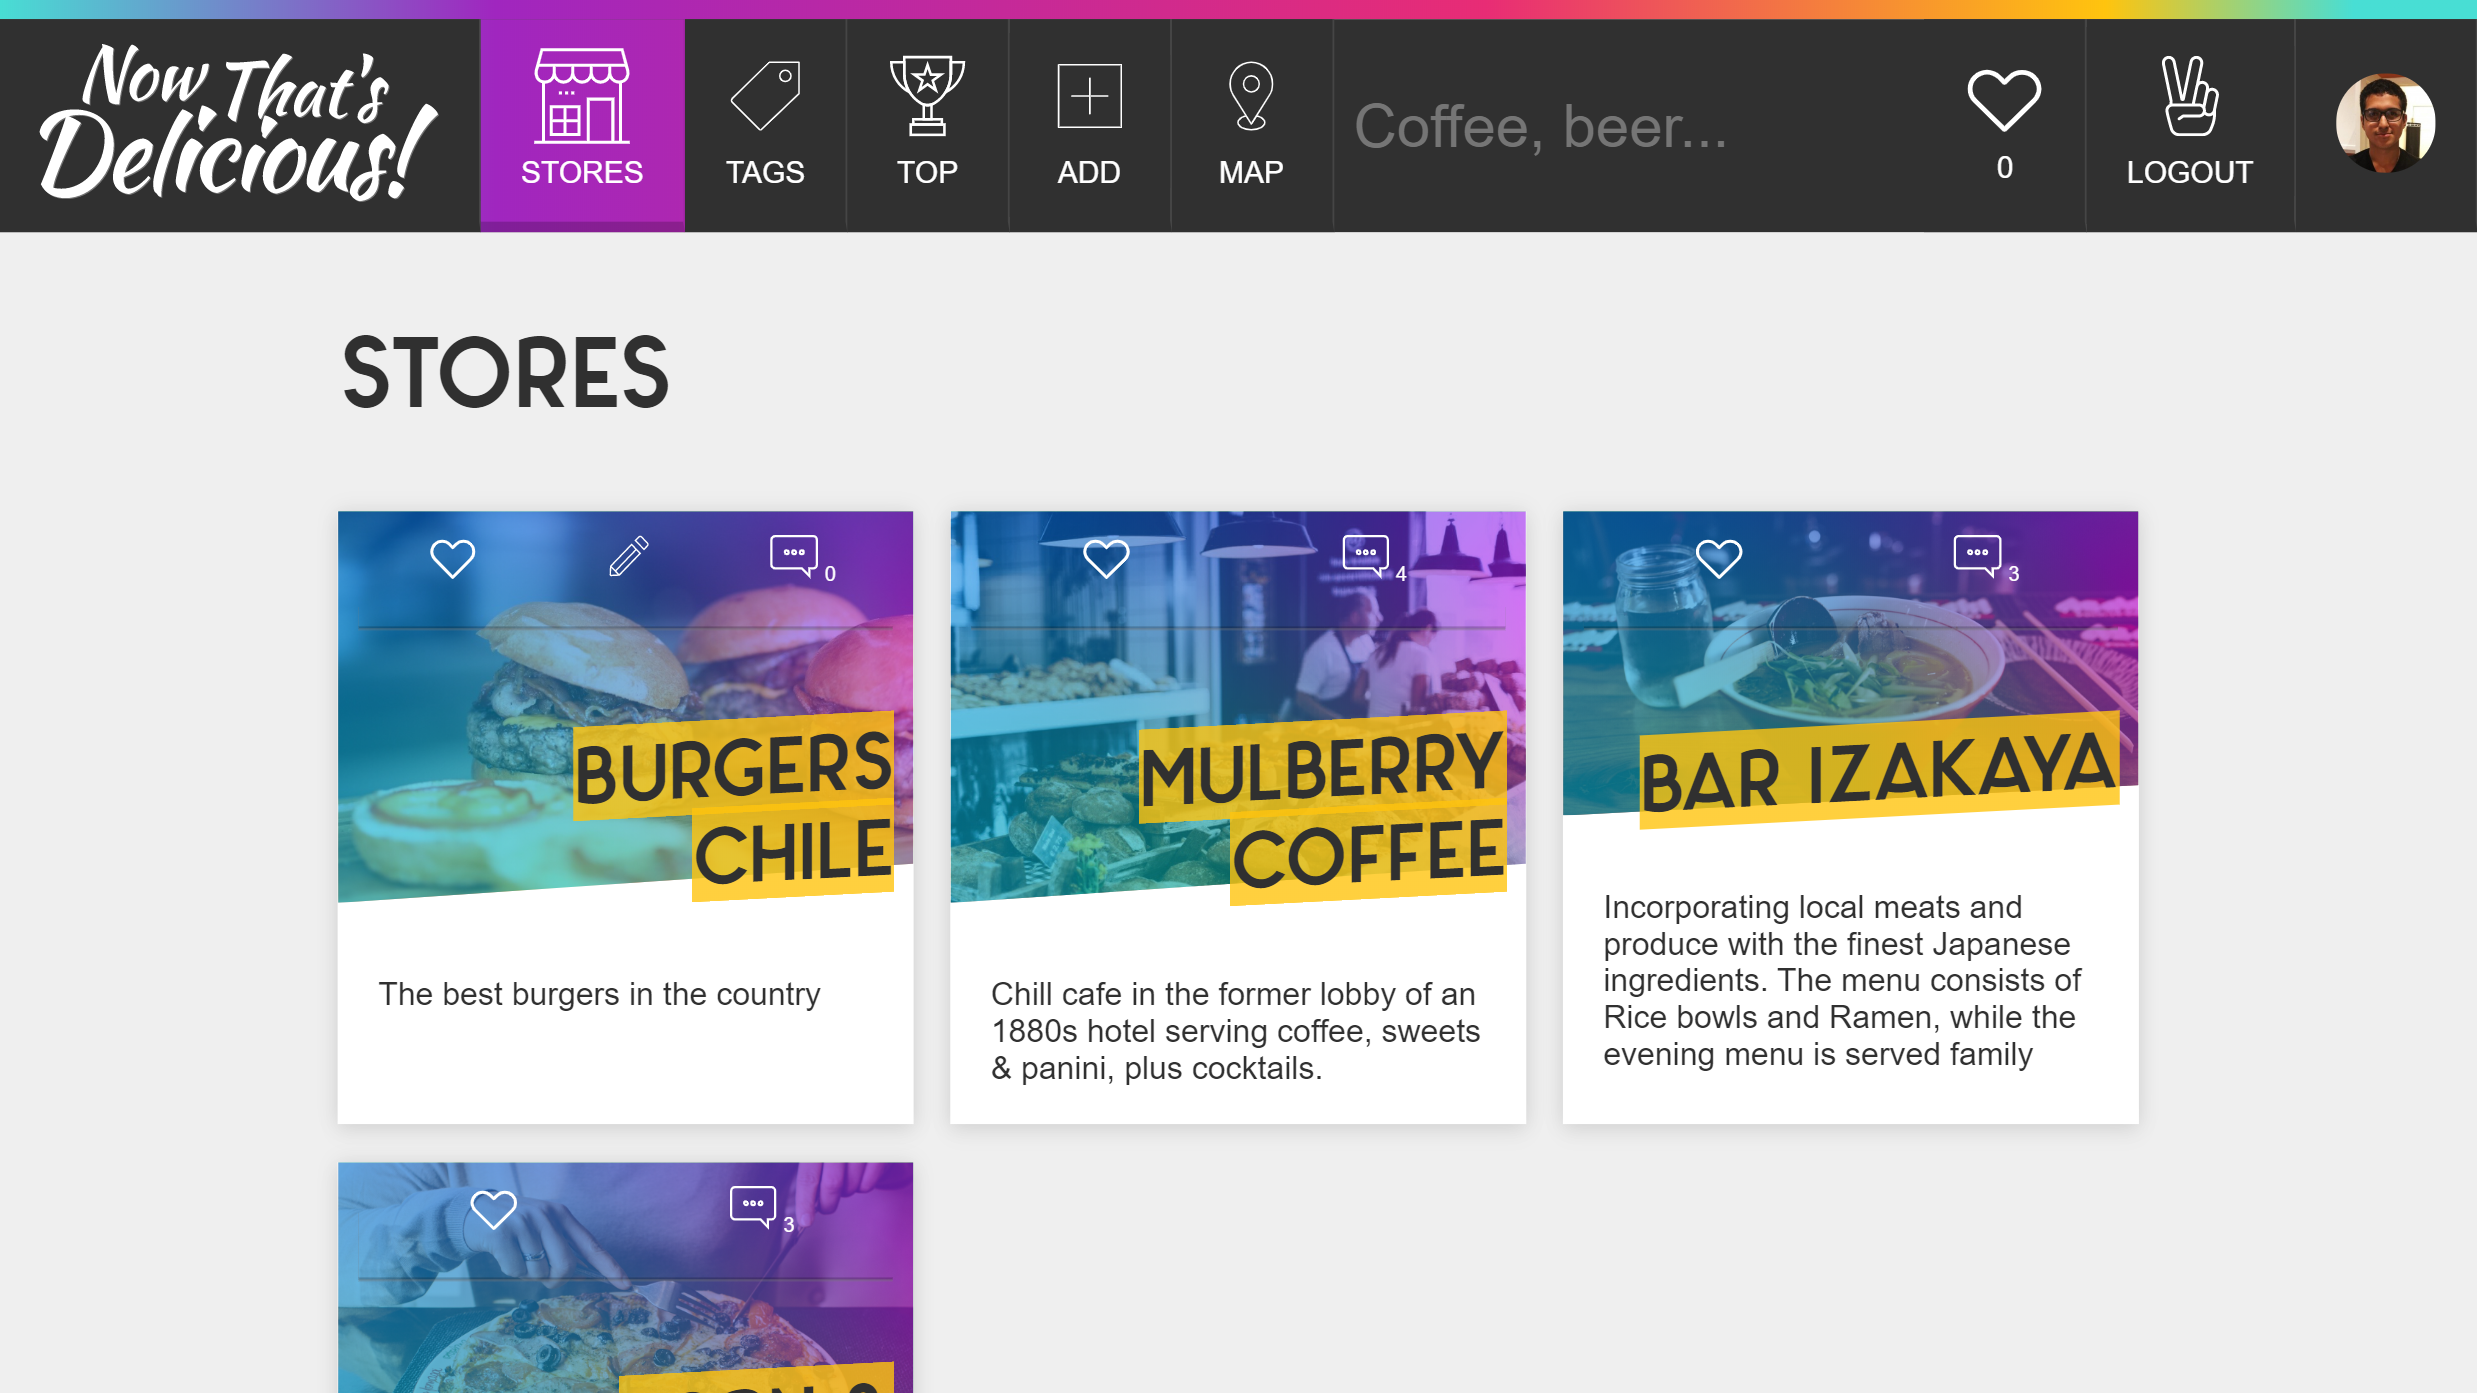 Now That's
Delicious!
STORES
TAGS
TOP
ADD
MAP
Coffee, beer...
0
LOGOUT
STORES
0
BURGERS
CHILE
The best burgers in the country
4
MULBERRY
COFFEE
Chill cafe in the former lobby of an
1880s hotel serving coffee, sweets
& panini, plus cocktails.
3
BAR IZAKAYA
Incorporating local meats and
produce with the finest Japanese
ingredients. The menu consists of
Rice bowls and Ramen, while the
evening menu is served family
3